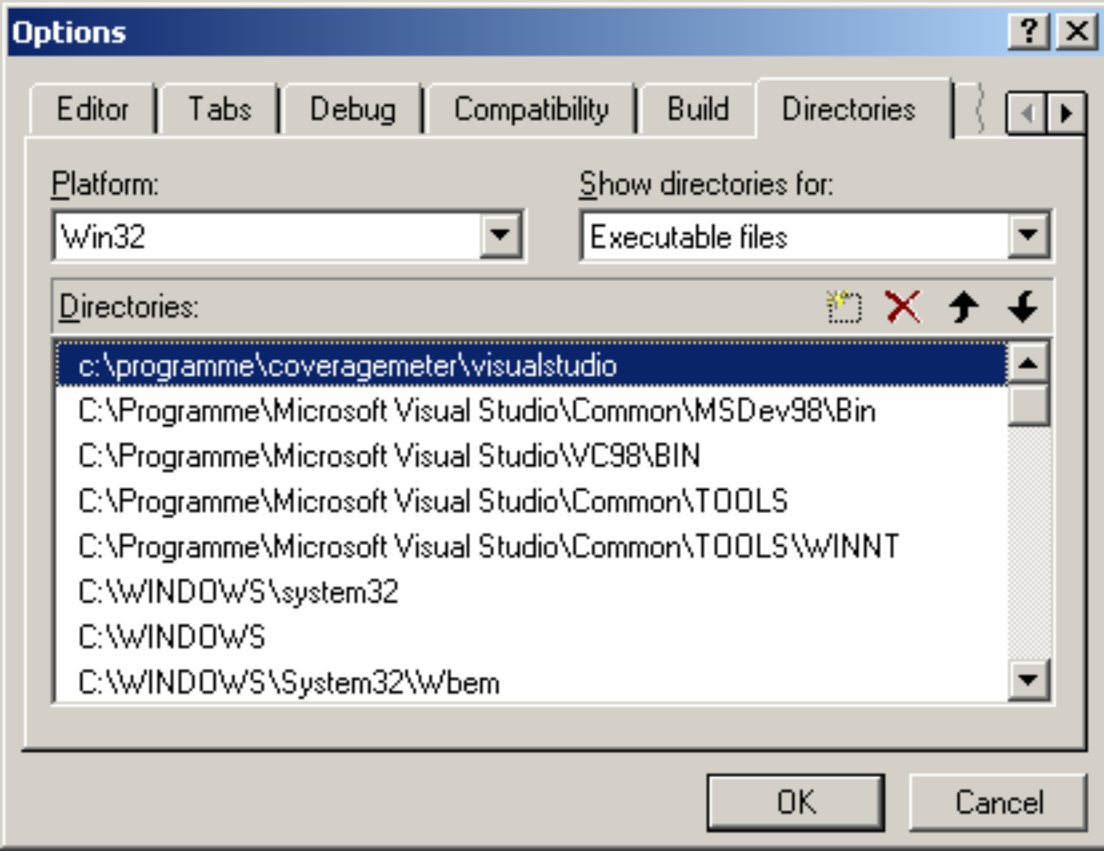 Options
Editor Tabs Debug Compatibility Build Directories
Platform: Show directories for:
Win32 Executable files
Directories:
c:\programme\coveragemeter\visualstudio
C:\Programme\Microsoft Visual Studio\Common\MSDev98\Bin
C:\Programme\Microsoft Visual Studio\VC98\BIN
C:\Programme\Microsoft Visual Studio\Common\TOOLS
C:\Programme\Microsoft Visual Studio\Common\TOOLS\WINNT
C:\WINDOWS\system32
C:\WINDOWS
C:\WINDOWS\System32\Wbem
OK Cancel